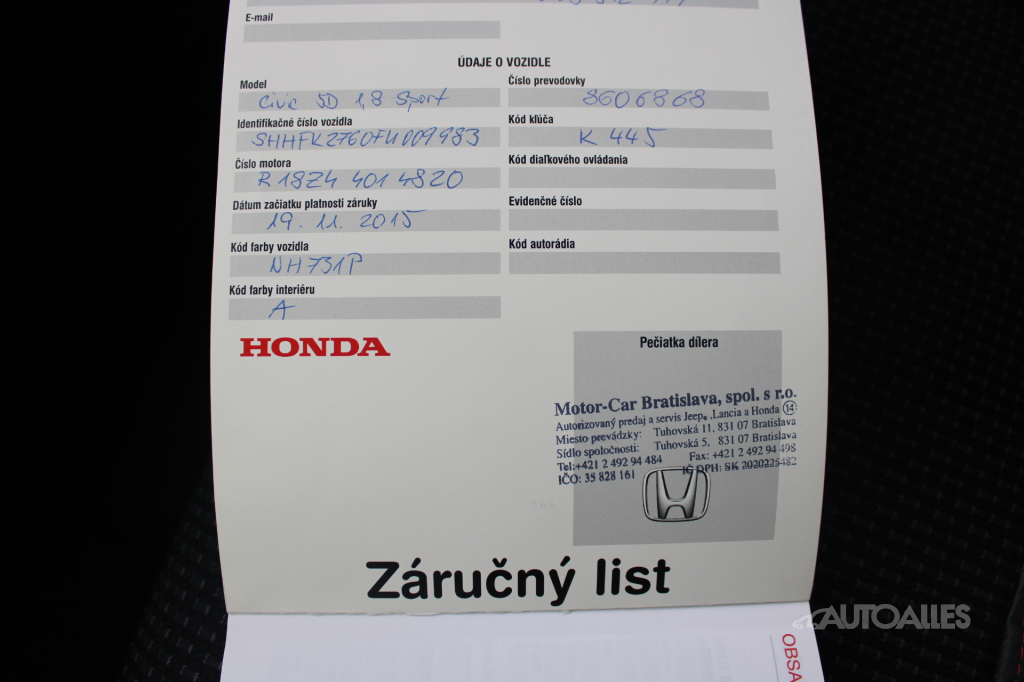 E-mail
ÚDAJE O VOZIDLE
Model
Civic 5D 1,8 Sport
Číslo prevodovky
8606868
Identifikačné číslo vozidla
SHHFK2760FU009983
Kód kľúča
K 445
Číslo motora
R18Z4 4014820
Kód diaľkového ovládania
Dátum začiatku platnosti záruky
19. 11. 2015
Evidenčné číslo
Kód farby vozidla
NH731P
Kód autorádia
Kód farby interiéru
A
HONDA
Pečiatka dílera
Motor-Car Bratislava, spol. s r.o.
Autorizovaný predaj a servis Jeep®, Lancia a Honda 14
Miesto prevádzky: Tuhovská 11, 831 07 Bratislava
Sídlo spoločnosti: Tuhovská 5, 831 07 Bratislava
Tel:+421 2 492 94 484 Fax: +421 2 492 94 498
IČO: 35 828 161 IČ DPH: SK 2020225482
Záručný list
AUTOALLES
OBSA